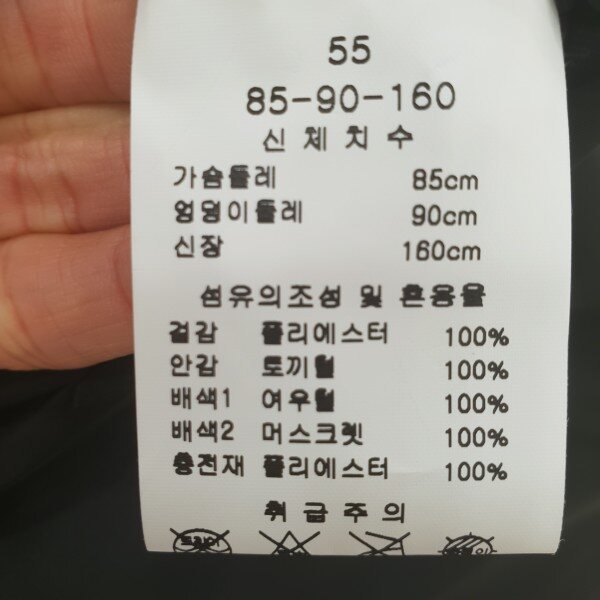 55
85-90-160
신체치수
가슴둘레 85cm
엉덩이둘레 90cm
신장 160cm
섬유의조성 및 혼용율
겉감 폴리에스터 100%
안감 토끼털 100%
배색1 여우털 100%
배색2 머스크렛 100%
충전재 폴리에스터 100%
취급주의
드라이